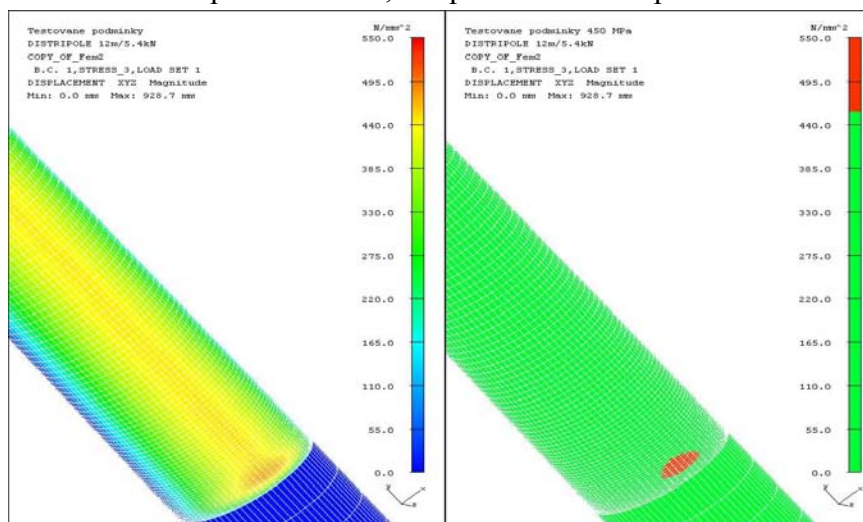 Testovane podminky
DISTRIPOLE 12m/5.4kN
COPY_OF_Fem2
B.C. 1,STRESS_3,LOAD SET 1
DISPLACEMENT XYZ Magnitude
Min: 0.0 mm Max: 928.7 mm
N/mm^2
550.0
495.0
440.0
385.0
330.0
275.0
220.0
165.0
110.0
55.0
0.0
y
x
z
Testovane podminky 450 MPa
DISTRIPOLE 12m/5.4kN
COPY_OF_Fem2
B.C. 1,STRESS_3,LOAD SET 1
DISPLACEMENT XYZ Magnitude
Min: 0.0 mm Max: 928.7 mm
N/mm^2
550.0
495.0
440.0
385.0
330.0
275.0
220.0
165.0
110.0
55.0
0.0
y
x
z